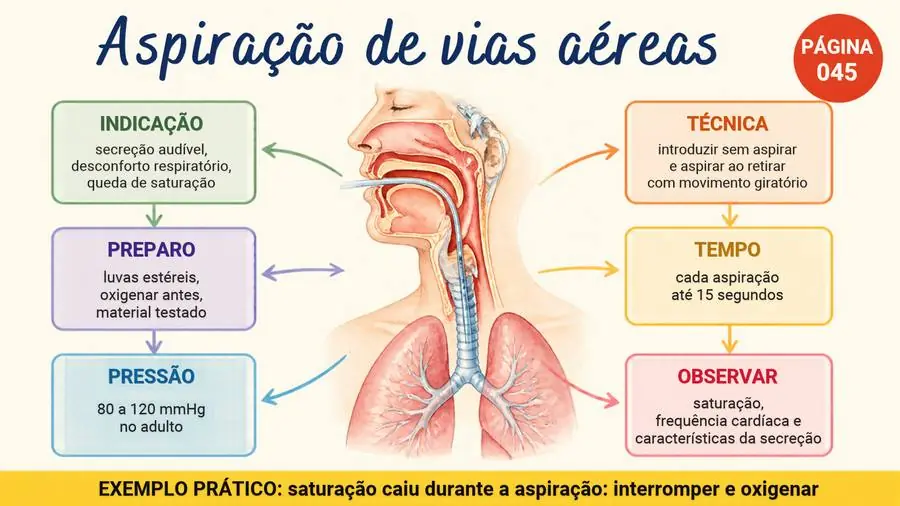 Aspiração de vias aéreas
PÁGINA
045
INDICAÇÃO
secreção audível,
desconforto respiratório,
queda de saturação
PREPARO
luvas estéreis,
oxigenar antes,
material testado
PRESSÃO
80 a 120 mmHg
no adulto
TÉCNICA
introduzir sem aspirar
e aspirar ao retirar
com movimento giratório
TEMPO
cada aspiração
até 15 segundos
OBSERVAR
saturação,
frequência cardíaca e
características da secreção
EXEMPLO PRÁTICO: saturação caiu durante a aspiração: interromper e oxigenar